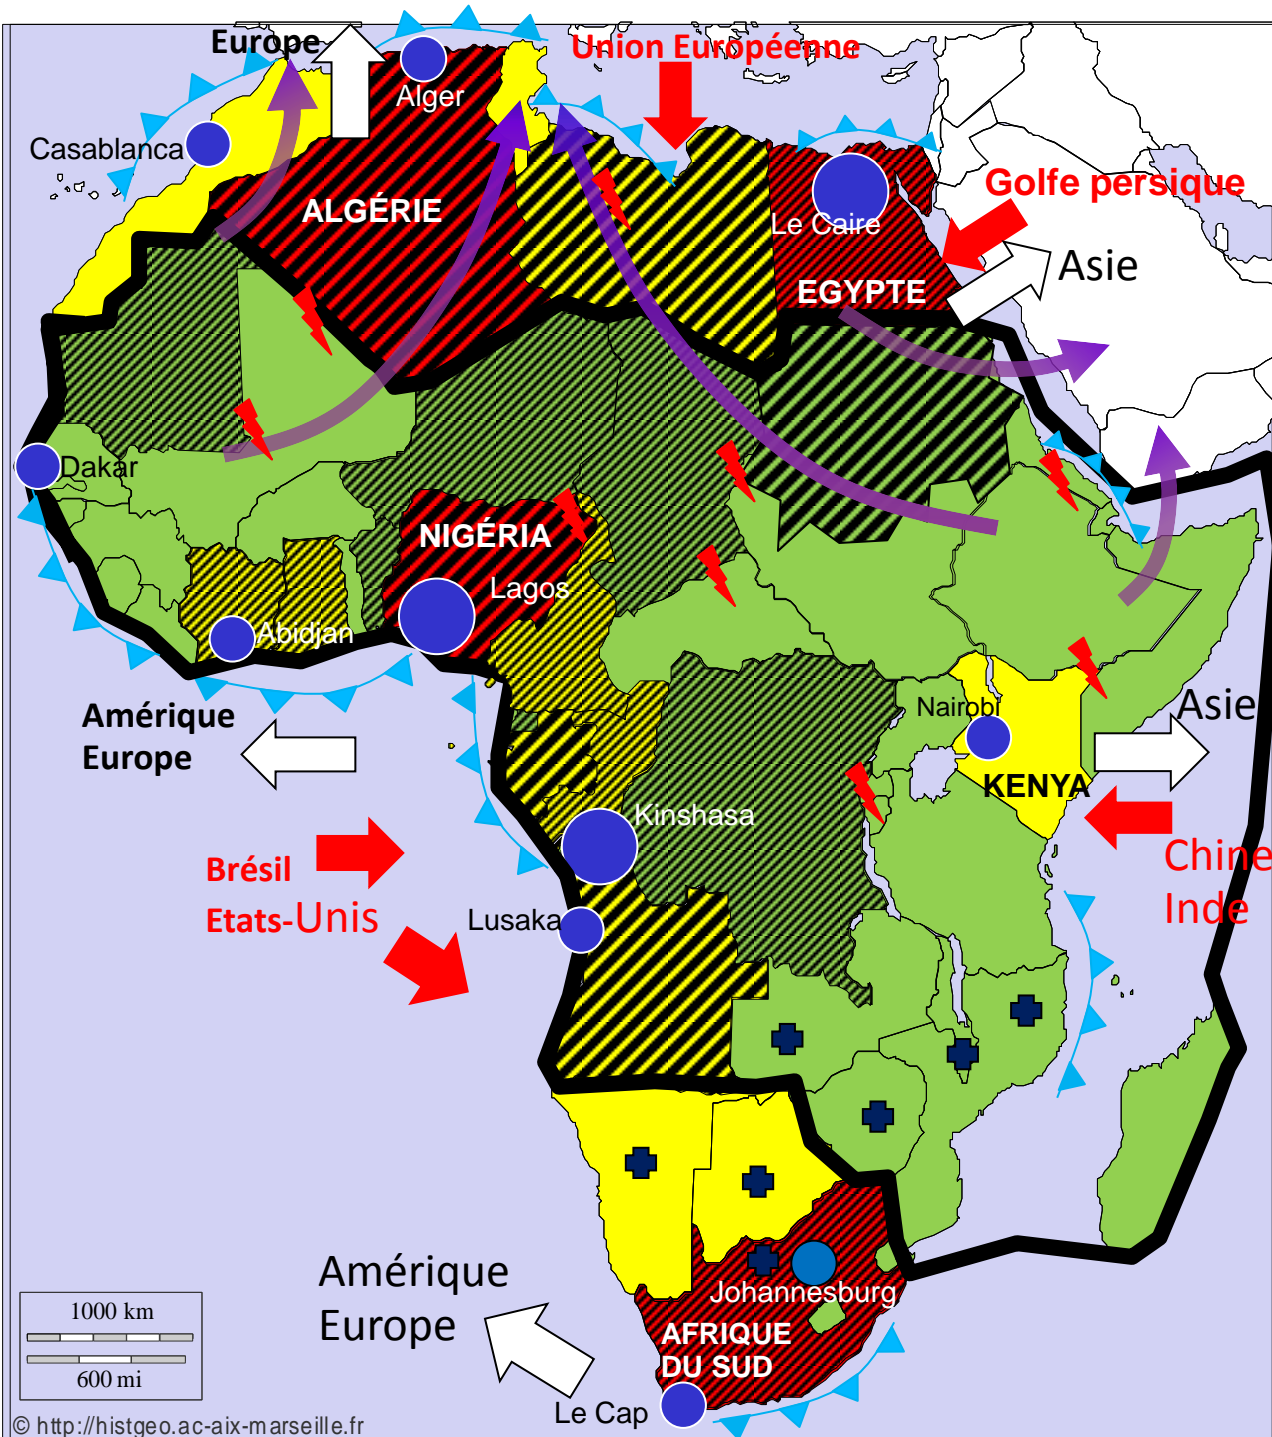 Europe
Union Européenne
Alger
Casablanca
Golfe persique
ALGÉRIE
Le Caire
Asie
EGYPTE
Dakar
NIGÉRIA
Lagos
Abidjan
Amérique
Europe
Nairobi
Asie
KENYA
Kinshasa
Brésil
Etats-Unis
Chine
Inde
Lusaka
Amérique
Europe
Johannesburg
AFRIQUE
DU SUD
Le Cap
1000 km
600 mi
© http://histgeo.ac-aix-marseille.fr